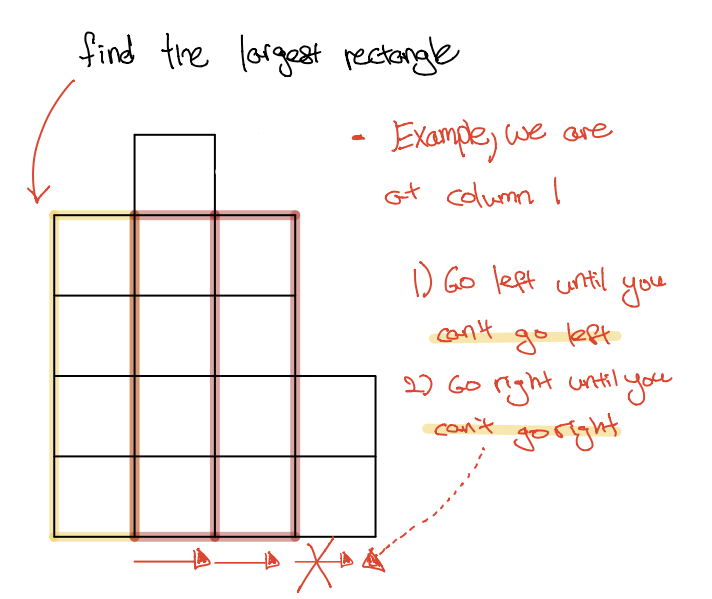 find the largest rectangle
- Example, we are
at column 1
1) Go left until you
can't go left
2) Go right until you
can't go right